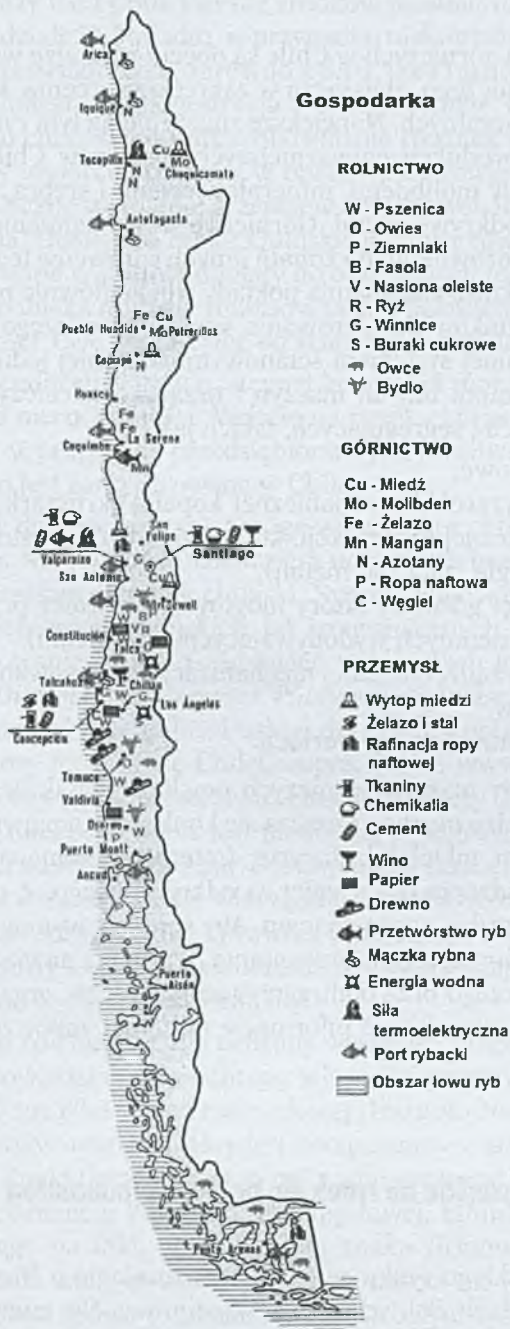 Gospodarka
ROLNICTWO
W - Pszenica
O - Owies
P - Ziemniaki
B - Fasola
V - Nasiona oleiste
R - Ryż
G - Winnice
S - Buraki cukrowe
Owce
Bydło
GÓRNICTWO
Cu - Miedź
Mo - Molibden
Fe - Żelazo
Mn - Mangan
N - Azotany
P - Ropa naftowa
C - Węgiel
PRZEMYSŁ
Wytop miedzi
Żelazo i stal
Rafinacja ropy
naftowej
Tkaniny
Chemikalia
Cement
Wino
Papier
Drewno
Przetwórstwo ryb
Mączka rybna
Energia wodna
Siła
termoelektryczna
Port rybacki
Obszar łowu ryb
Arica
Iquique
N
Cu
Tocopilla
N
N
Mo
Chuquicamata
Antofagasta
N
Fe Cu
Pueblo Hundido
Mo
Potrerillos
Copiapó
N
Huasco
Fe
Fe
Coquimbo
La Serena
Mn
San
Felipe
Valparaíso
Santiago
San Antonio
G
Cu
W B
Constitución
Talca
Talcahuano
Chillán
G W
Los Angeles
Concepción
Temuco
W
Valdivia
Osorno
W
P
Puerto Montt
Ancud
Puerto
Aisén
Punta Arenas